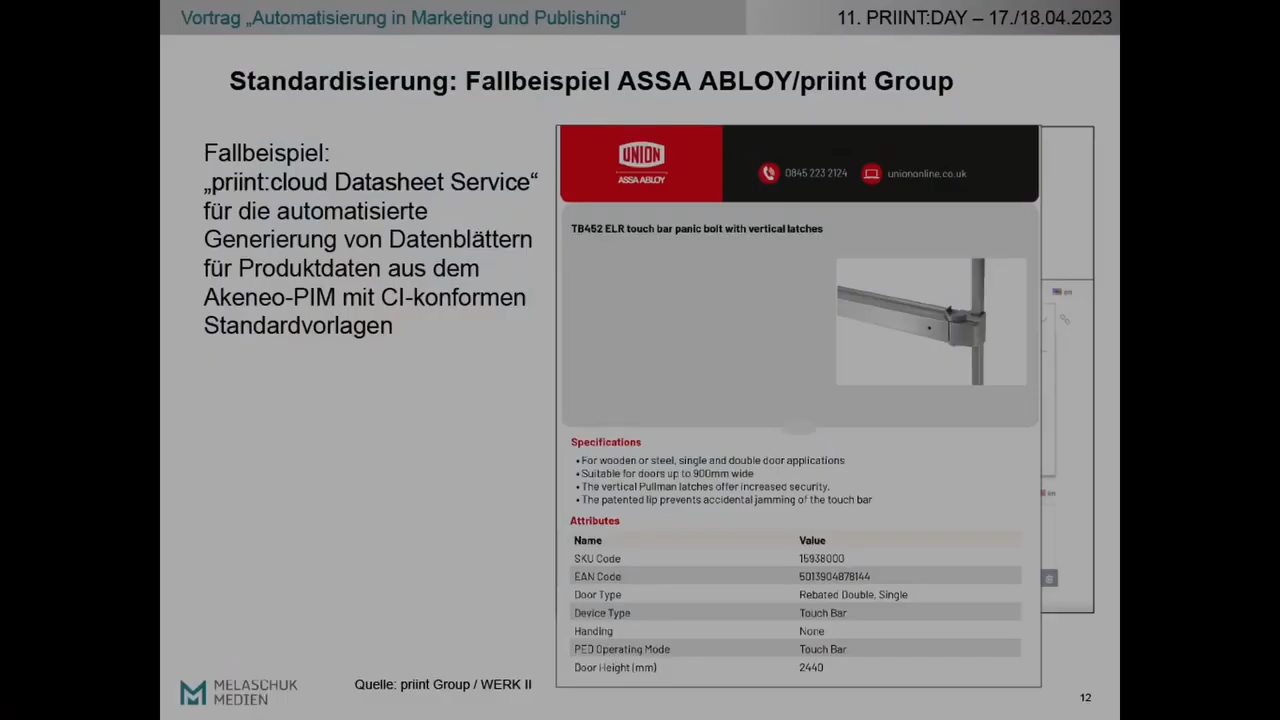 Vortrag „Automatisierung in Marketing und Publishing“
11. PRIINT:DAY – 17./18.04.2023
Standardisierung: Fallbeispiel ASSA ABLOY/priint Group
Fallbeispiel:
„priint:cloud Datasheet Service“
für die automatisierte
Generierung von Datenblättern
für Produktdaten aus dem
Akeneo-PIM mit CI-konformen
Standardvorlagen
UNION
ASSA ABLOY
0845 223 2124
uniononline.co.uk
TB452 ELR touch bar panic bolt with vertical latches
en
Specifications
• For wooden or steel, single and double door applications
• Suitable for doors up to 900mm wide
• The vertical Pullman latches offer increased security.
• The patented lip prevents accidental jamming of the touch bar
en
Attributes
Name Value
SKU Code 15938000
EAN Code 5013904878144
Door Type Rebated Double, Single
Device Type Touch Bar
Handing None
PED Operating Mode Touch Bar
Door Height (mm) 2440
MELASCHUK
MEDIEN
Quelle: priint Group / WERK II
12